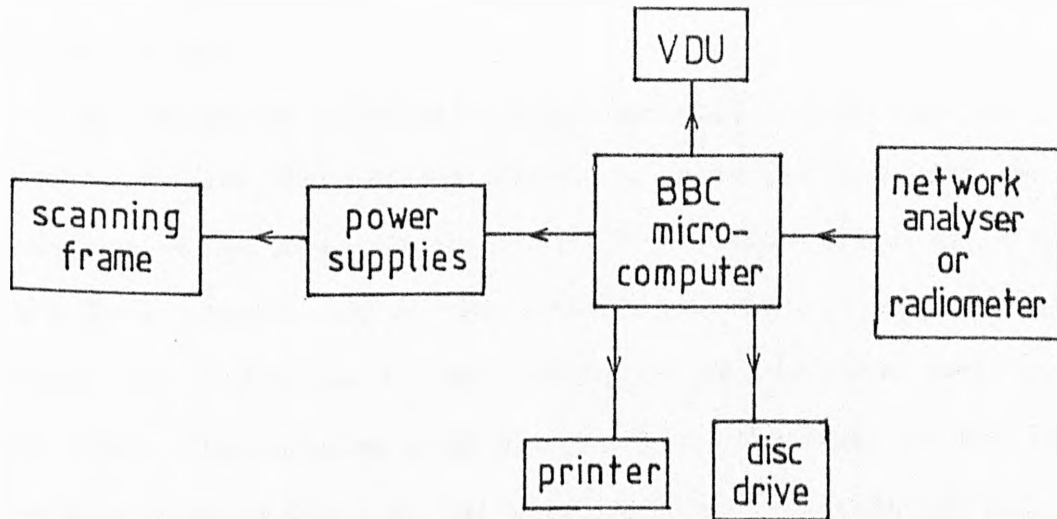 VDU
scanning
frame
power
supplies
BBC
micro-
computer
network
analyser
or
radiometer
printer
disc
drive